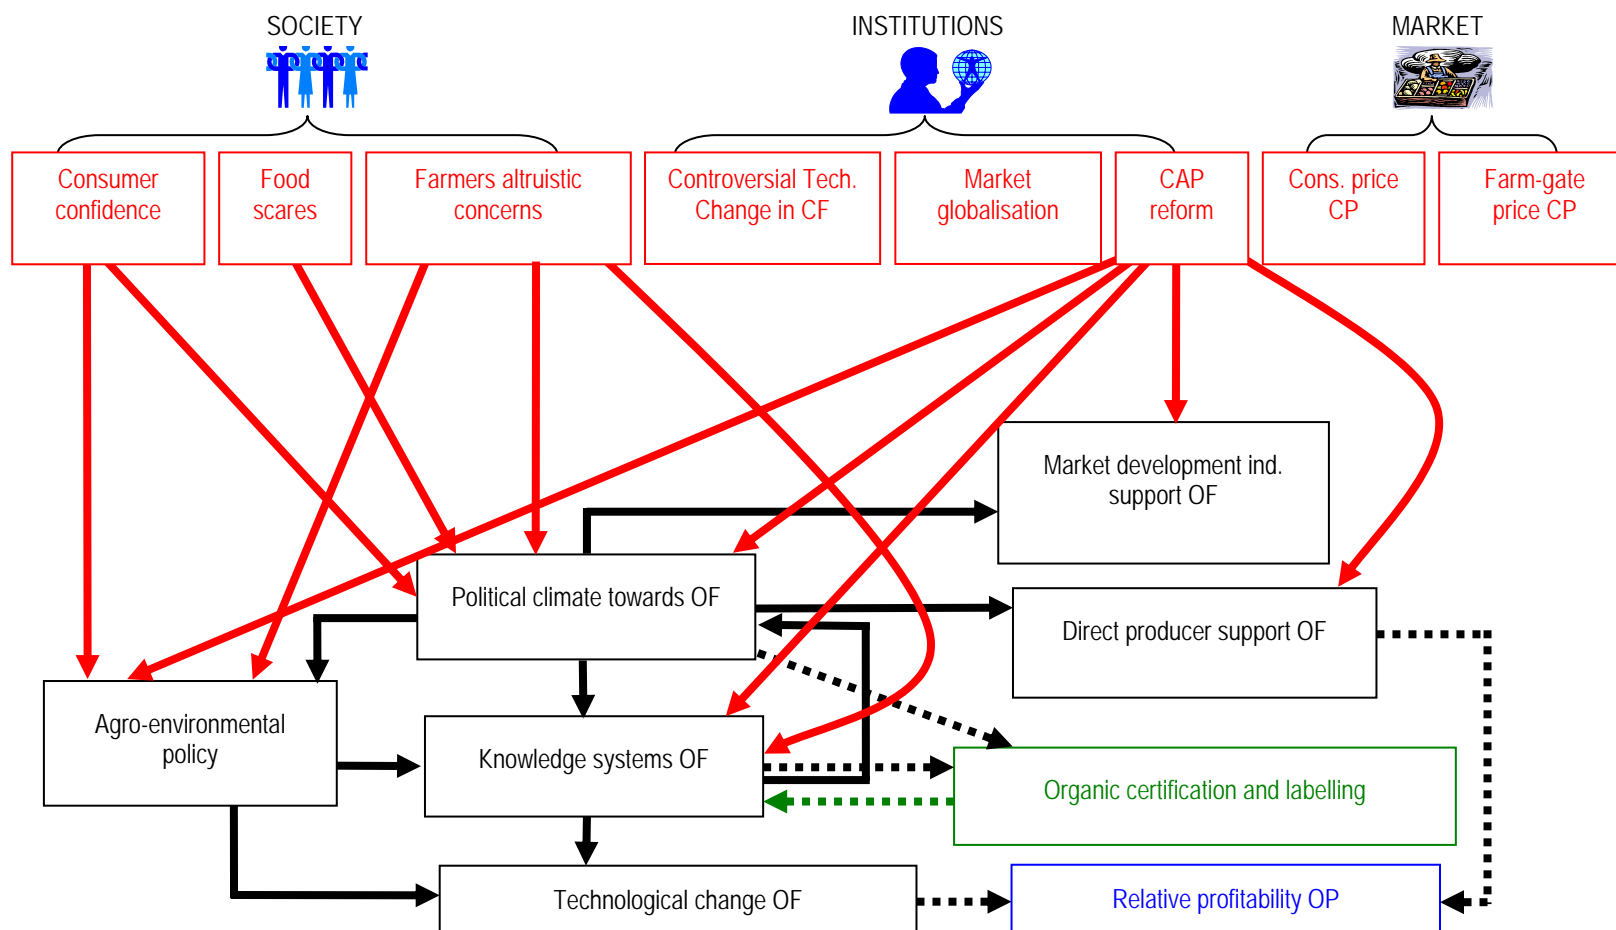 SOCIETY
INSTITUTIONS
MARKET
Consumer
confidence
Food
scares
Farmers altruistic
concerns
Controversial Tech.
Change in CF
Market
globalisation
CAP
reform
Cons. price
CP
Farm-gate
price CP
Market development ind.
support OF
Political climate towards OF
Direct producer support OF
Agro-environmental
policy
Knowledge systems OF
Organic certification and labelling
Technological change OF
Relative profitability OP